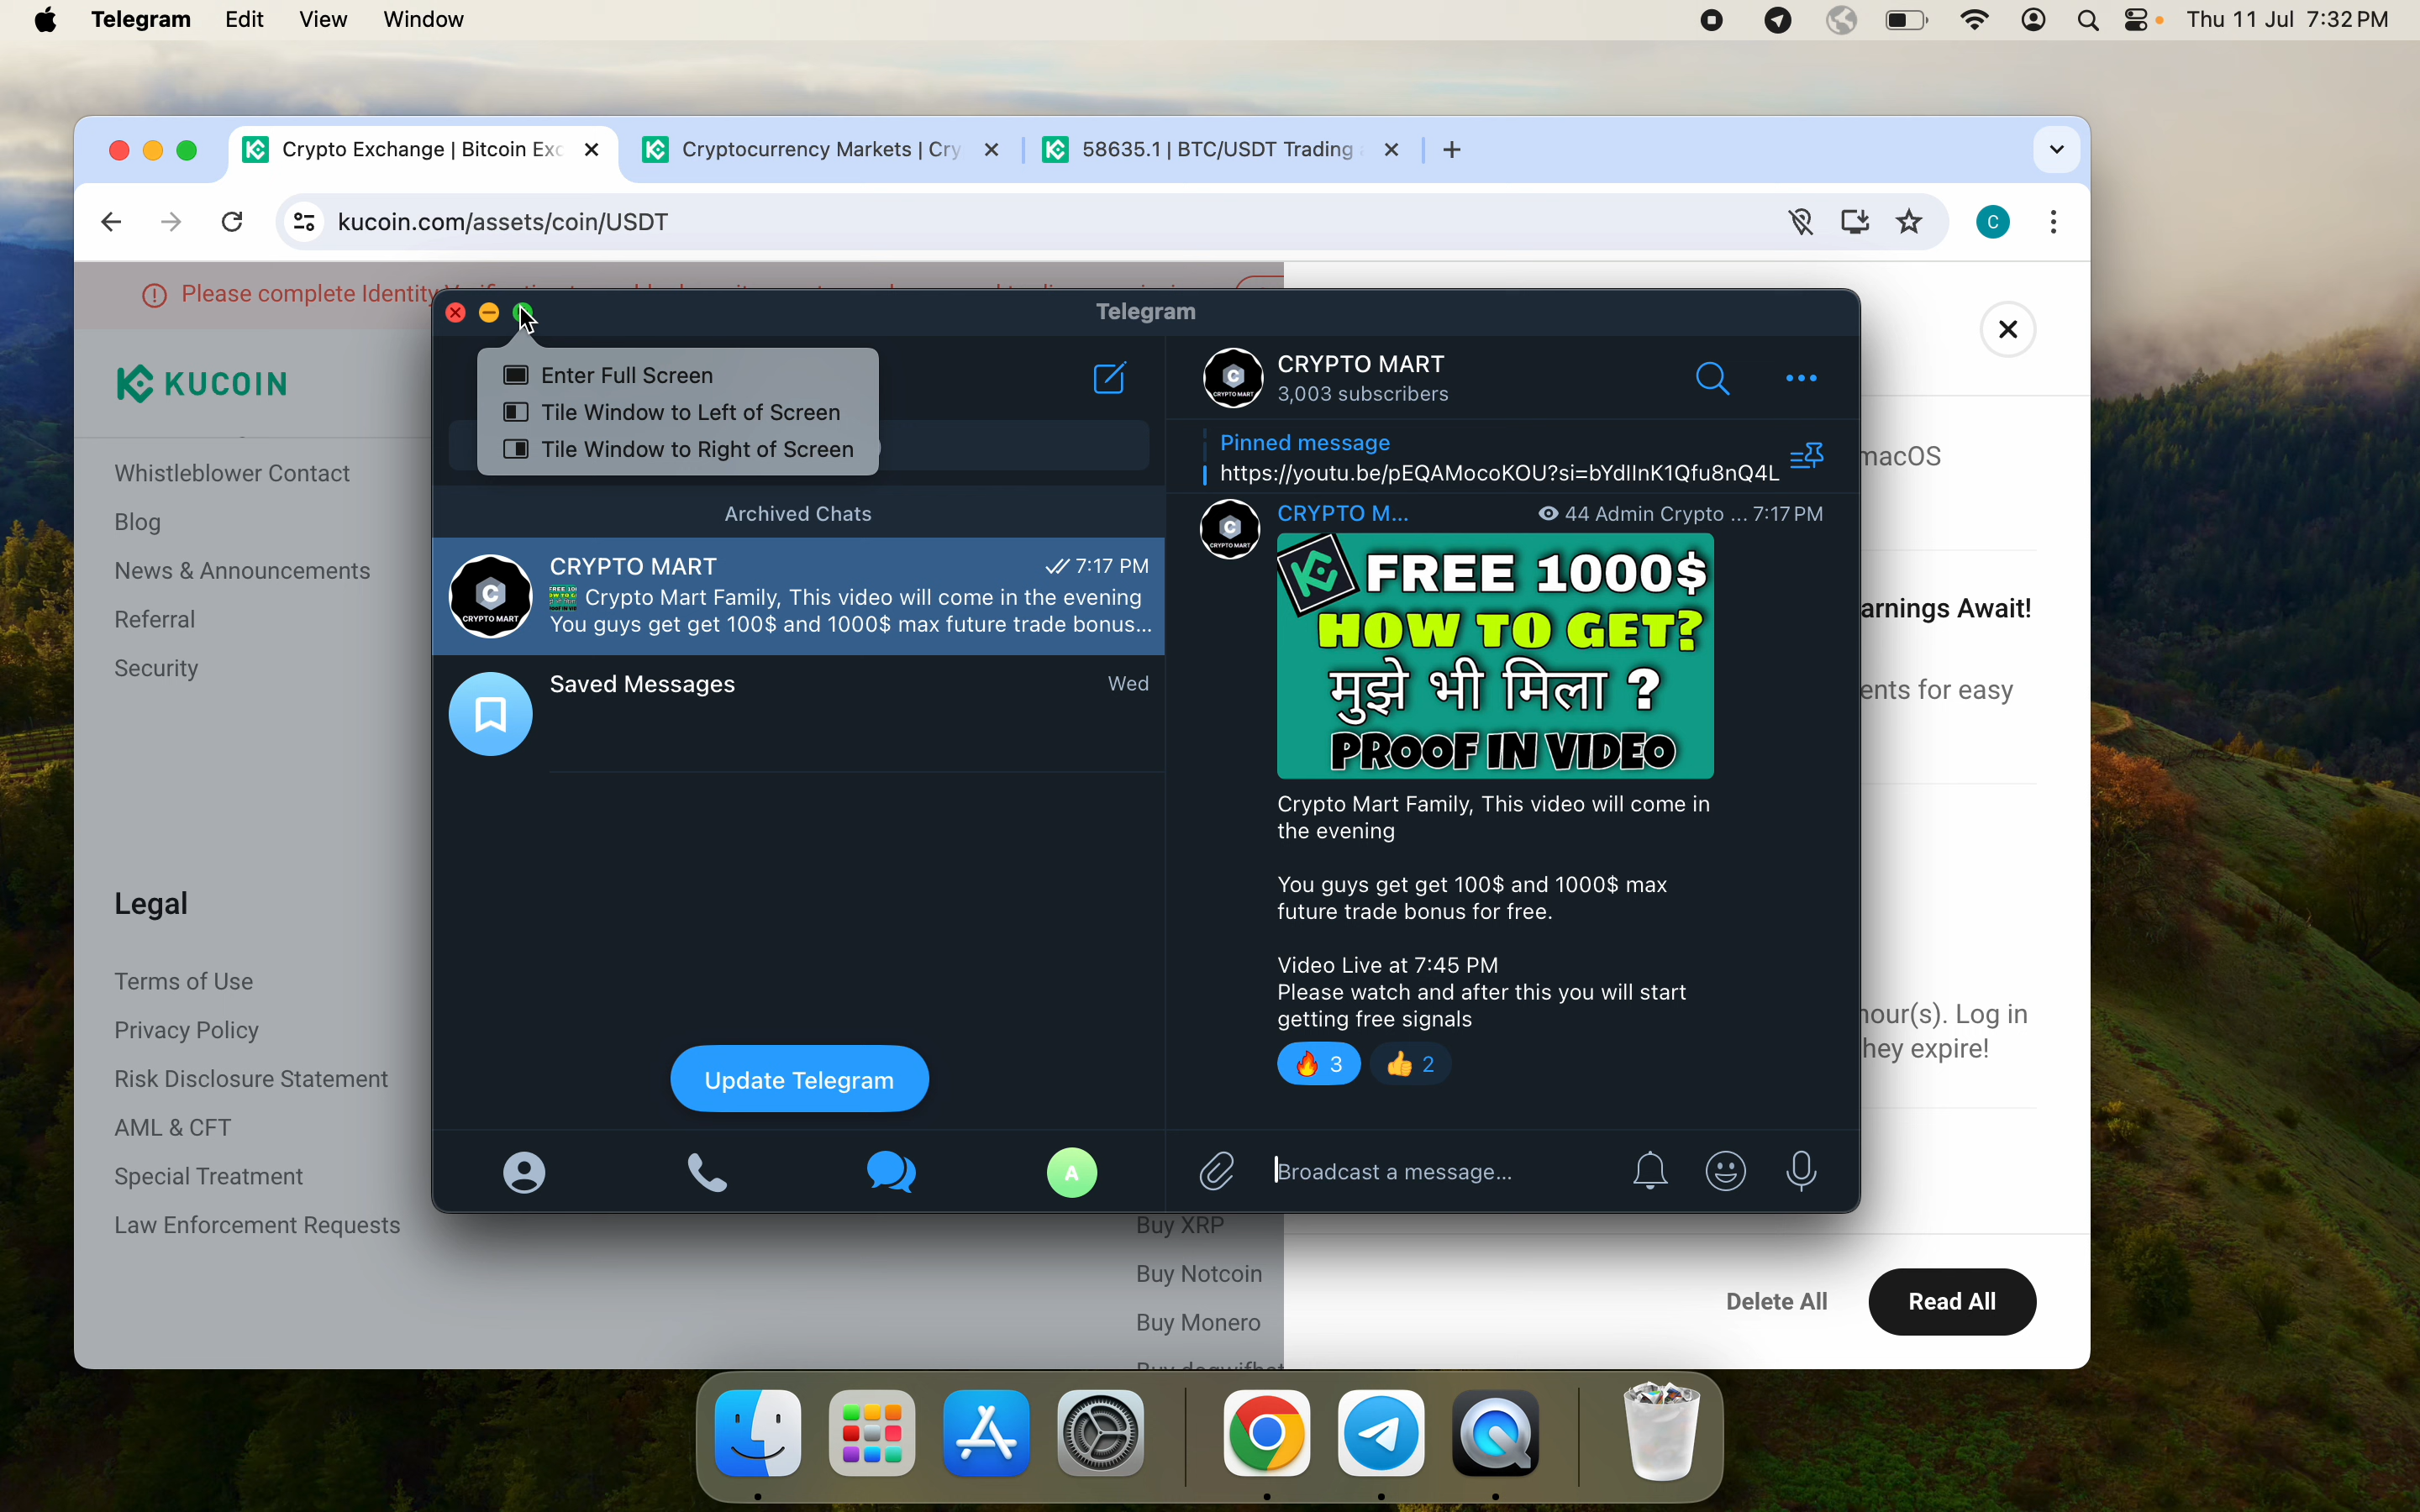 Telegram Edit View Window
Thu 11 Jul 7:32 PM
Crypto Exchange | Bitcoin Exc
Cryptocurrency Markets | Cry
58635.1 | BTC/USDT Trading
kucoin.com/assets/coin/USDT
C
Please complete Identity
KUCOIN
Whistleblower Contact
Blog
News & Announcements
Referral
Security
Legal
Terms of Use
Privacy Policy
Risk Disclosure Statement
AML & CFT
Special Treatment
Law Enforcement Requests
Telegram
Enter Full Screen
Tile Window to Left of Screen
Tile Window to Right of Screen
Archived Chats
CRYPTO MART
7:17 PM
Crypto Mart Family, This video will come in the evening
You guys get get 100$ and 1000$ max future trade bonus...
C
CRYPTO MART
Saved Messages
Wed
Update Telegram
A
C
CRYPTO MART
CRYPTO MART
3,003 subscribers
Pinned message
https://youtu.be/pEQAMocoKOU?si=bYdlInK1Qfu8nQ4L
C
CRYPTO MART
CRYPTO M...
44 Admin Crypto ... 7:17 PM
FREE 1000$
HOW TO GET?
मुझे भी मिला ?
PROOF IN VIDEO
Crypto Mart Family, This video will come in
the evening
You guys get get 100$ and 1000$ max
future trade bonus for free.
Video Live at 7:45 PM
Please watch and after this you will start
getting free signals
🔥 3
👍 2
Broadcast a message...
macOS
arnings Await!
ents for easy
hour(s). Log in
hey expire!
Buy XRP
Buy Notcoin
Buy Monero
Delete All
Read All